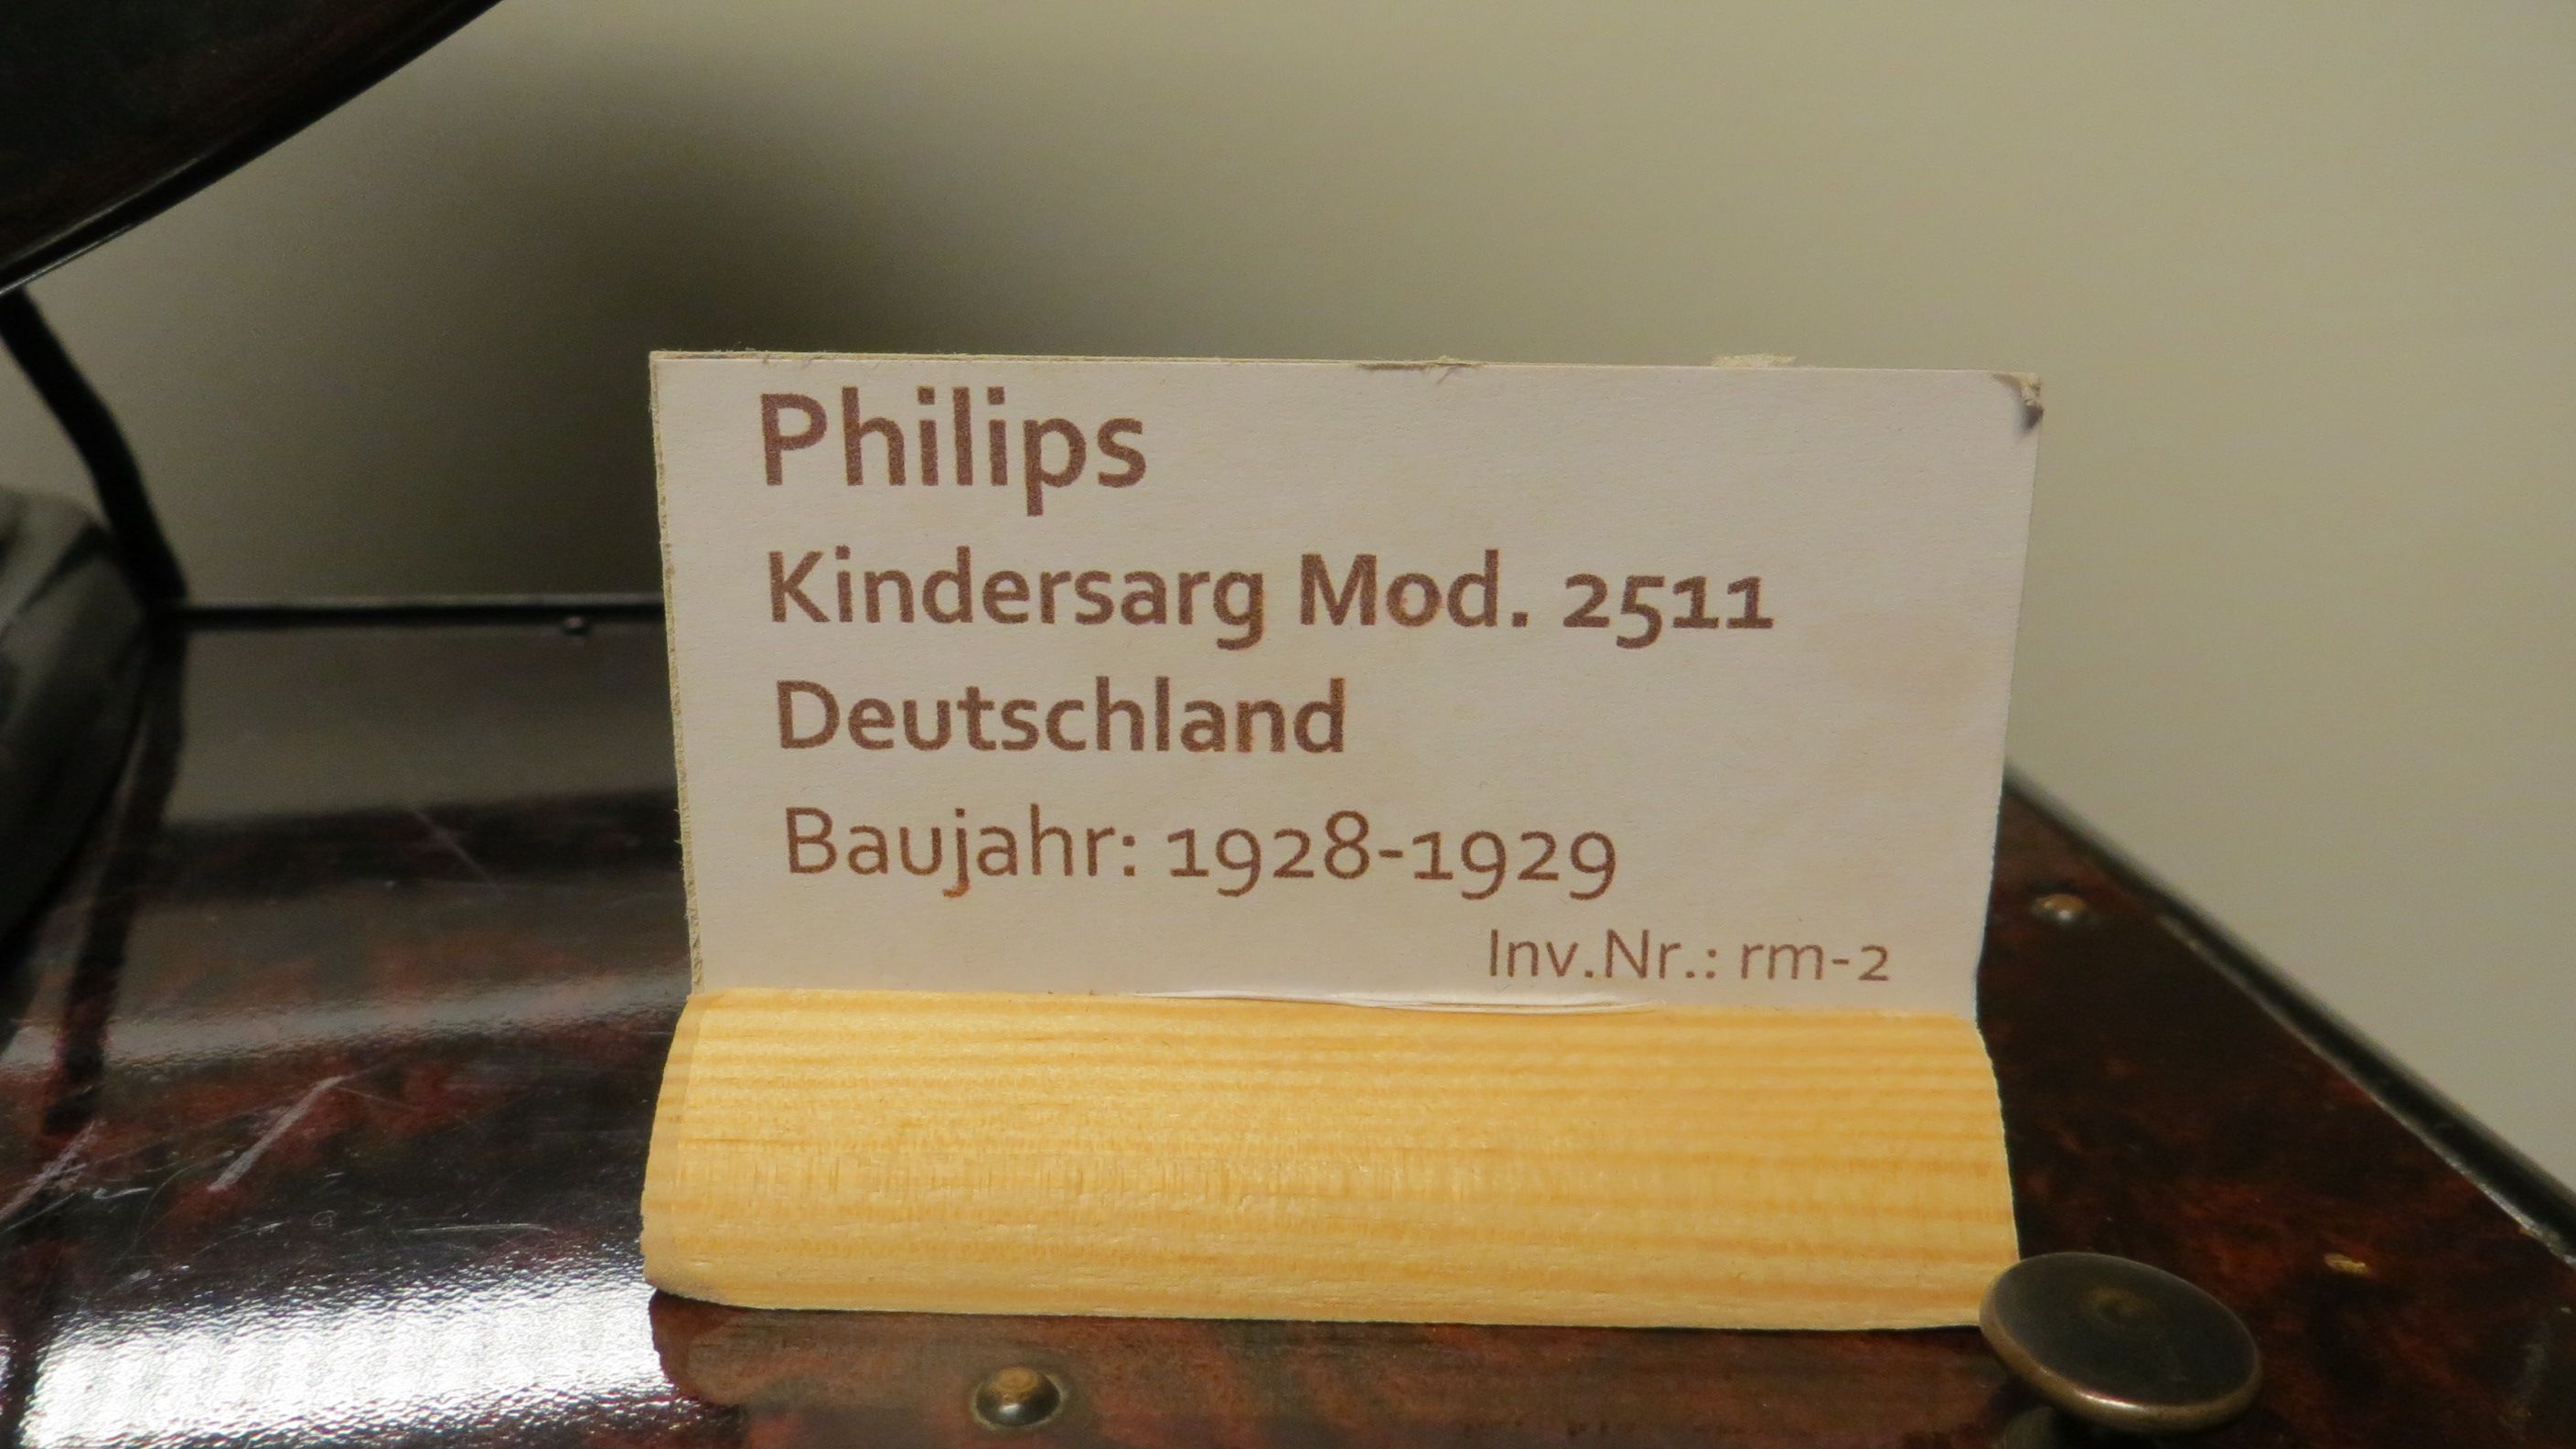 Philips
Kindersarg Mod. 2511
Deutschland
Baujahr: 1928-1929
Inv.Nr.: rm-2